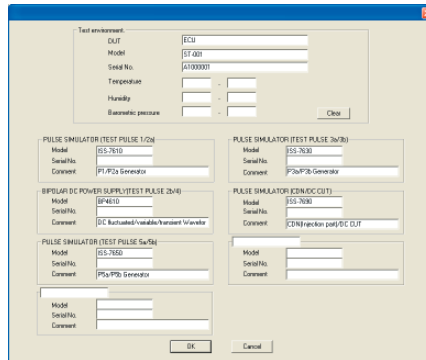 Test environment
DUT ECU
Model ST-001
Serial No. A1000001
Temperature -
Humidity -
Barometric pressure - Clear
PULSE SIMULATOR (TEST PULSE 1/2a)
Model ISS-7610
Serial No.
Comment P1/P2a Generator
PULSE SIMULATOR (TEST PULSE 3a/3b)
Model ISS-7630
Serial No.
Comment P3a/P3b Generator
BIPOLAR DC POWER SUPPLY(TEST PULSE 2b/4)
Model BP4610
Serial No.
Comment DC fluctuated/variable/transient Wavefor
PULSE SIMULATOR (CDN/DC CUT)
Model ISS-7690
Serial No.
Comment CDN(Injection part)/DC CUT
PULSE SIMULATOR (TEST PULSE 5a/5b)
Model ISS-7650
Serial No.
Comment P5a/P5b Generator
Model
Serial No.
Comment
Model
Serial No.
Comment
OK Cancel